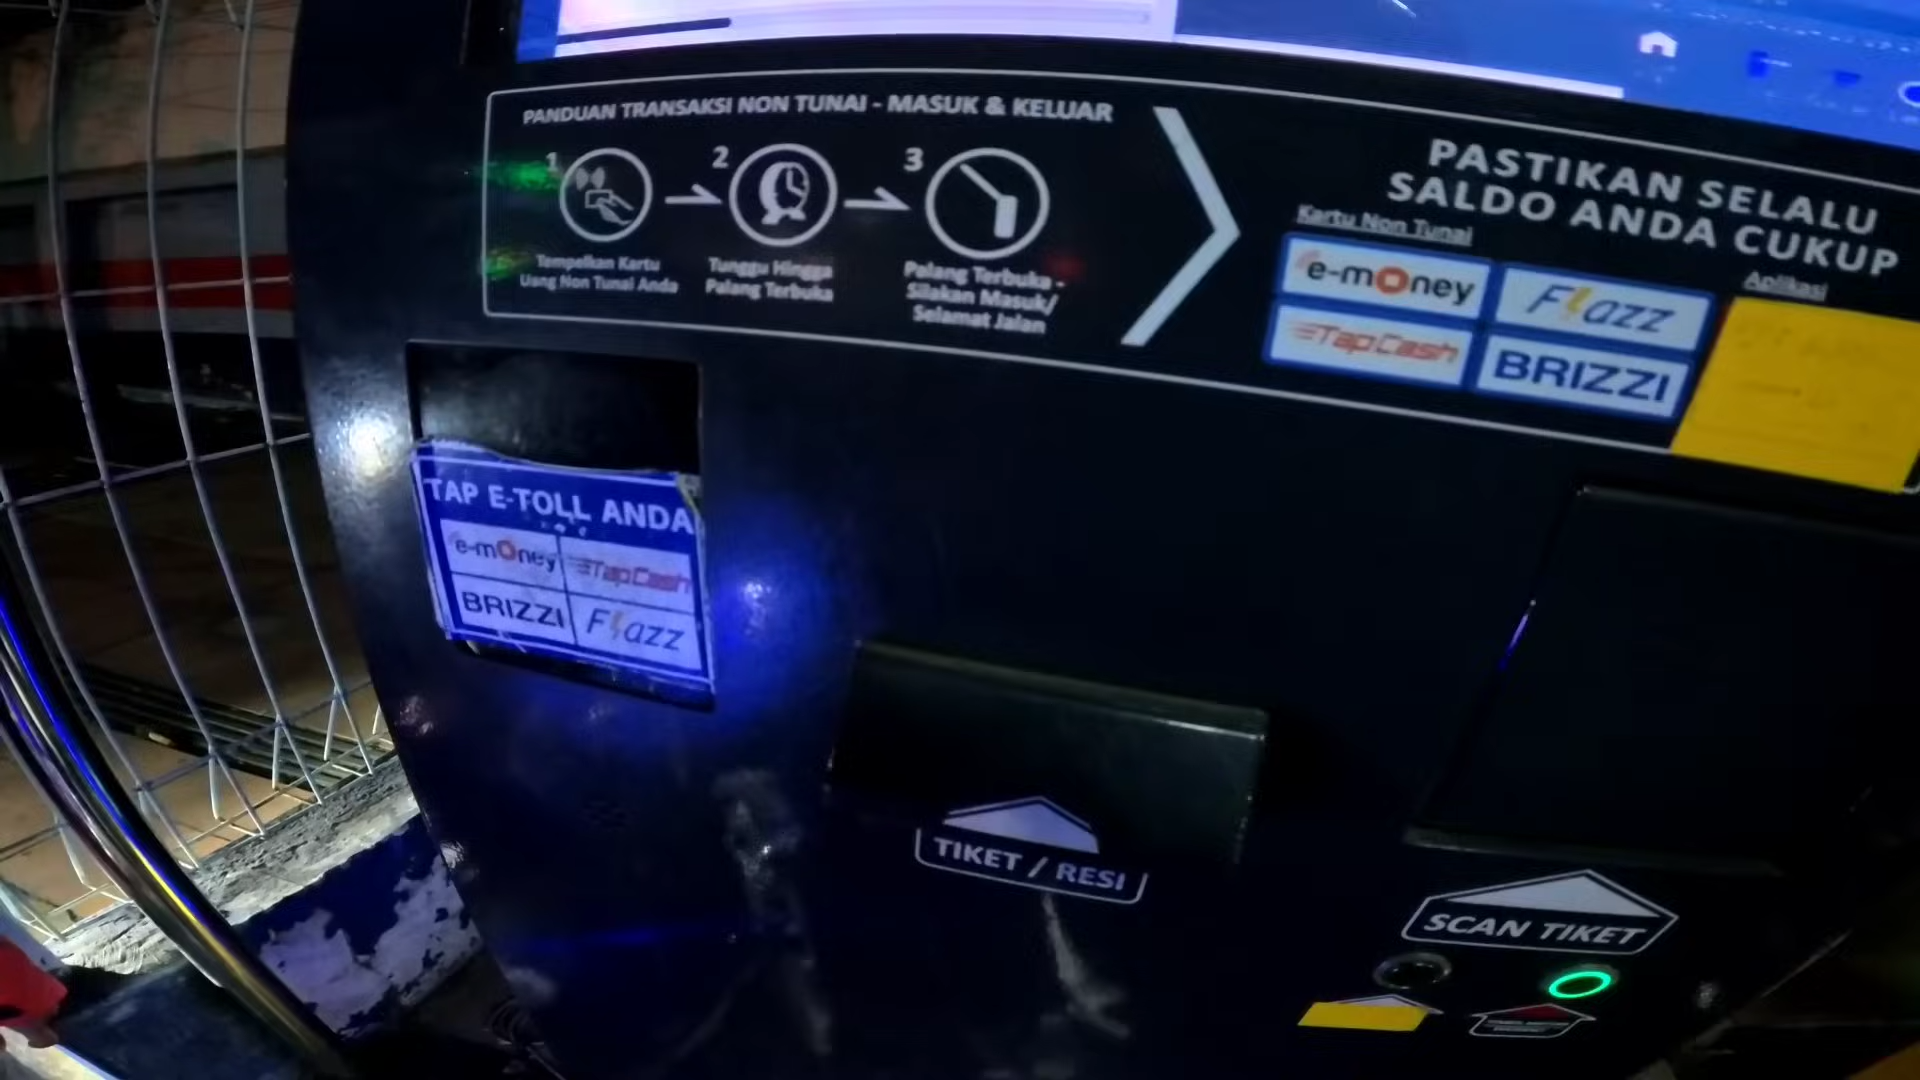 PANDUAN TRANSAKSI NON TUNAI - MASUK & KELUAR
1
2
3
Tempelkan Kartu
Uang Non Tunai Anda
Tunggu Hingga
Palang Terbuka
Palang Terbuka -
Silakan Masuk/
Selamat Jalan
PASTIKAN SELALU
SALDO ANDA CUKUP
Kartu Non Tunai
Aplikasi
e-money
Flazz
TapCash
BRIZZI
TAP E-TOLL ANDA
e-money
TapCash
BRIZZI
Flazz
TIKET / RESI
SCAN TIKET